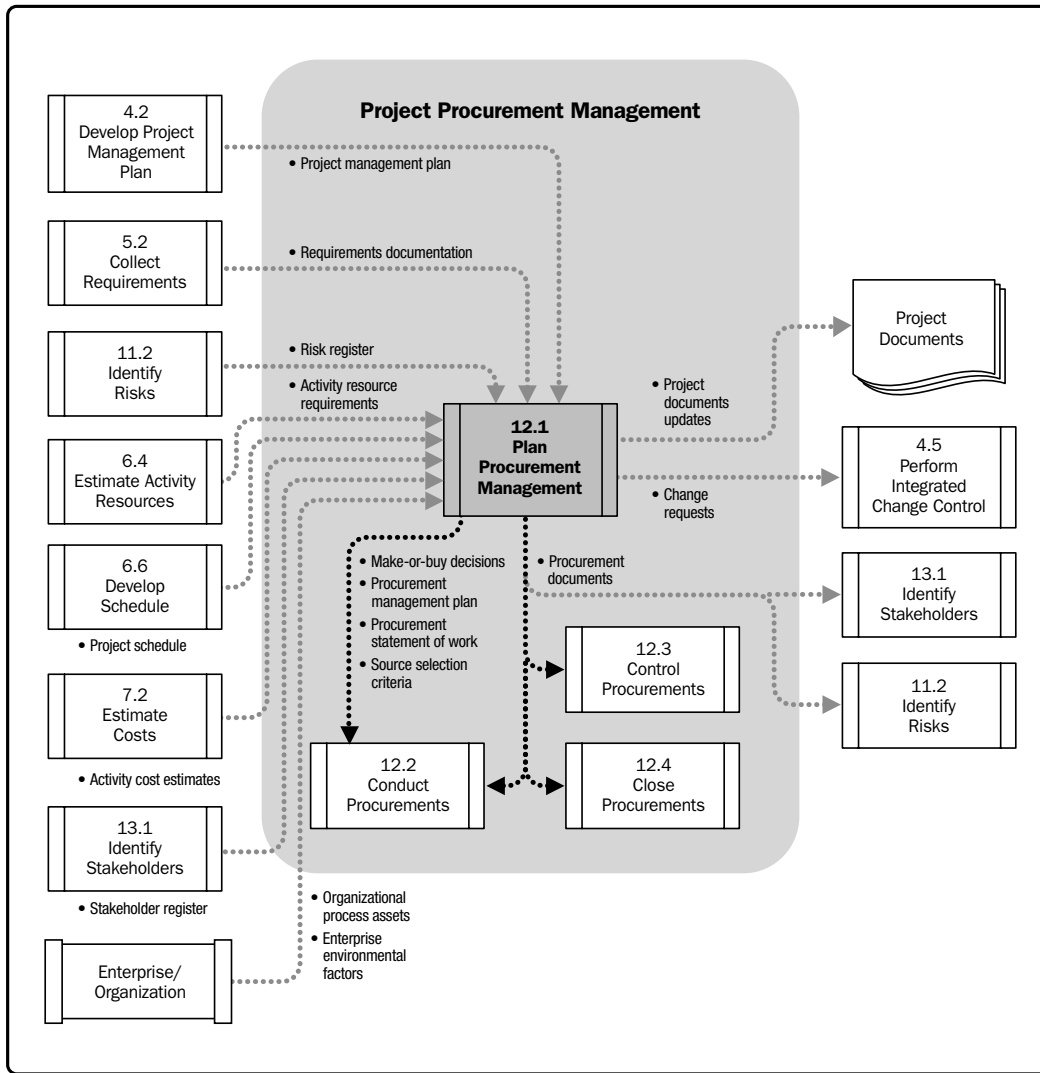 Project Procurement Management
4.2
Develop Project
Management
Plan
• Project management plan
5.2
Collect
Requirements
• Requirements documentation
11.2
Identify
Risks
• Risk register
• Activity resource
requirements
6.4
Estimate Activity
Resources
6.6
Develop
Schedule
• Project schedule
7.2
Estimate
Costs
• Activity cost estimates
13.1
Identify
Stakeholders
• Stakeholder register
Enterprise/
Organization
• Organizational
process assets
• Enterprise
environmental
factors
12.1
Plan
Procurement
Management
• Make-or-buy decisions
• Procurement
management plan
• Procurement
statement of work
• Source selection
criteria
• Procurement
documents
12.2
Conduct
Procurements
12.3
Control
Procurements
12.4
Close
Procurements
• Project
documents
updates
• Change
requests
Project
Documents
4.5
Perform
Integrated
Change Control
13.1
Identify
Stakeholders
11.2
Identify
Risks